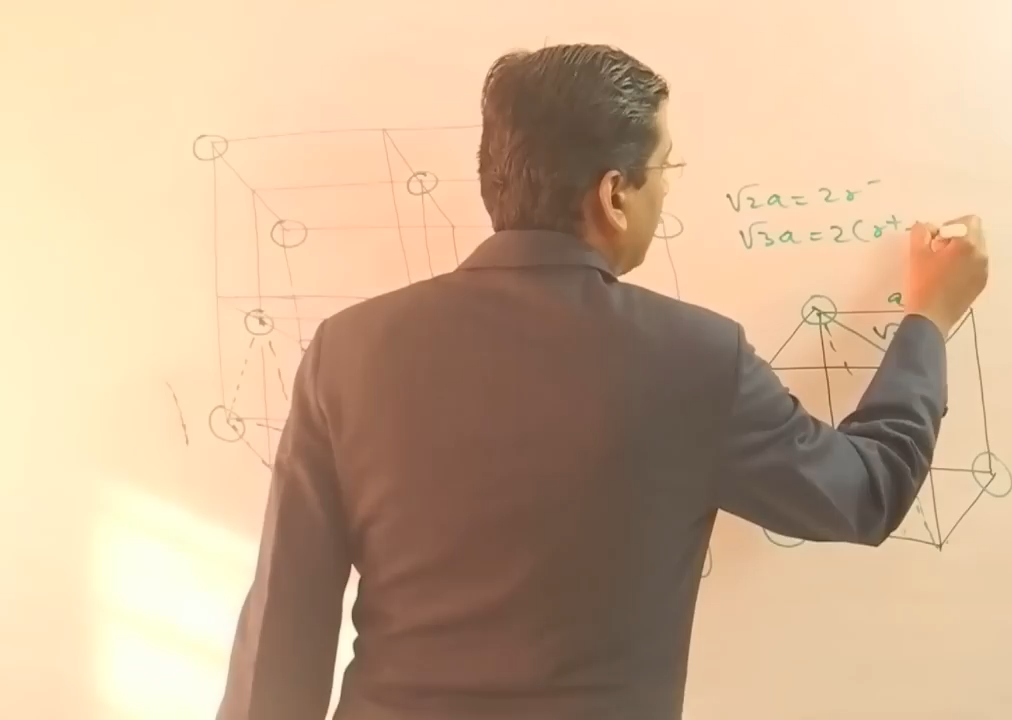 √2a = 2r⁻
√3a = 2(r⁺
a